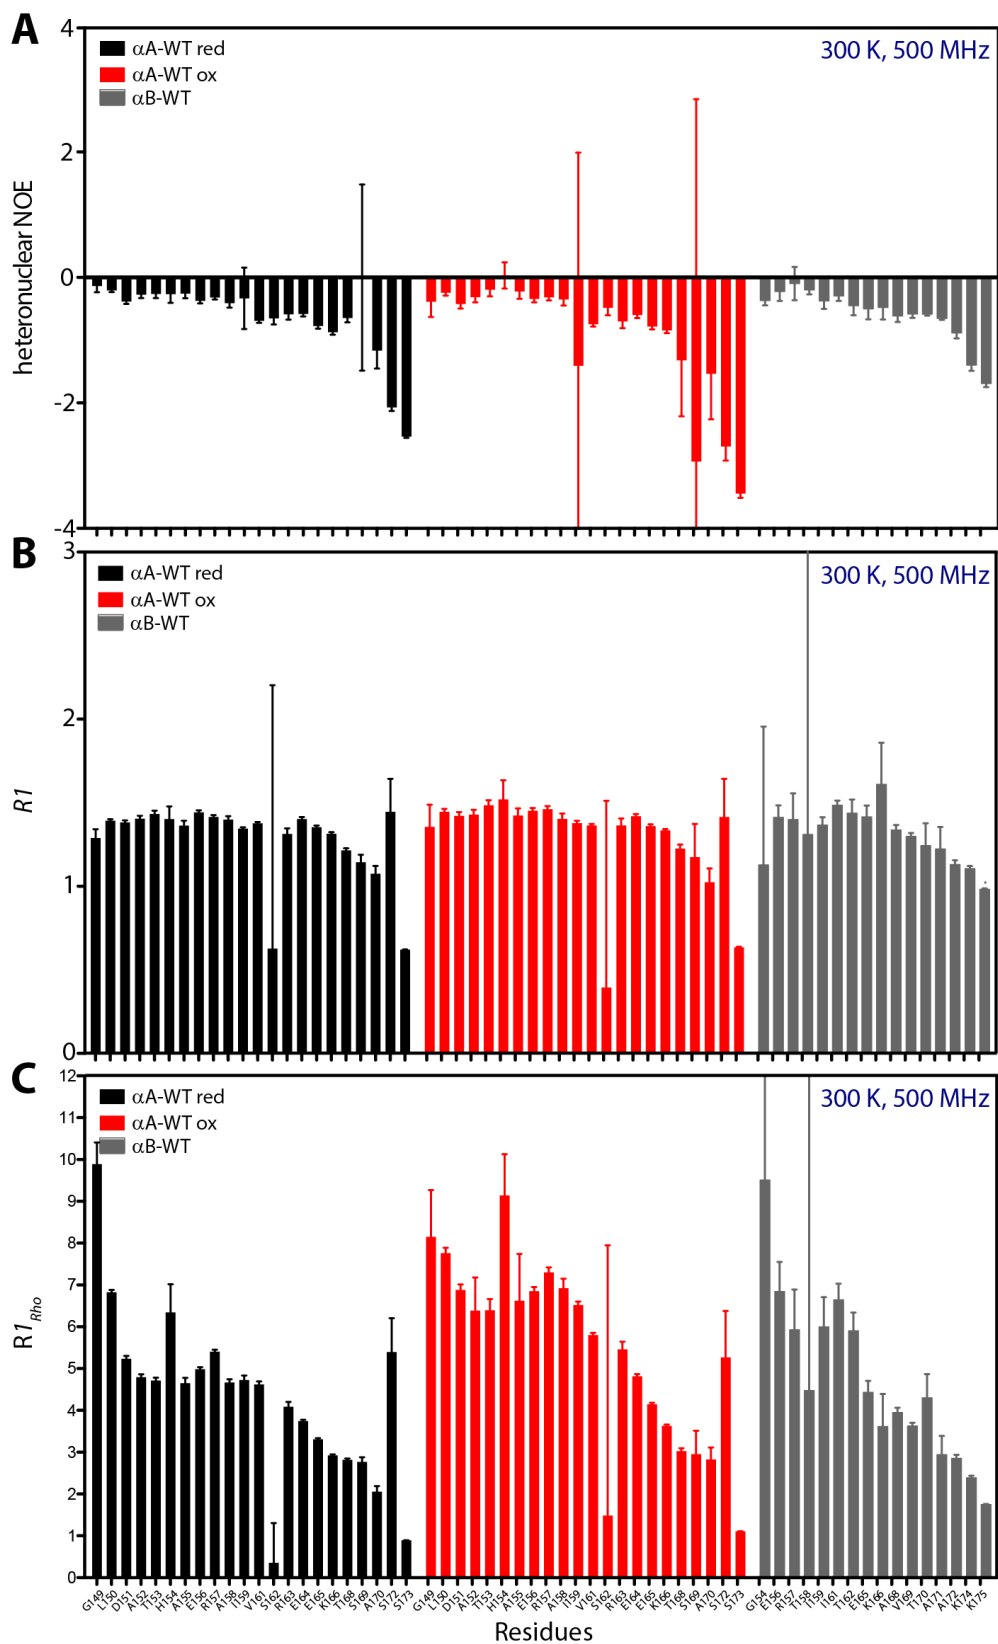 A
4
αA-WT red
αA-WT ox
αB-WT
300 K, 500 MHz
2
0
-2
-4
heteronuclear NOE
B
3
αA-WT red
αA-WT ox
αB-WT
300 K, 500 MHz
2
1
0
R1
C
12
αA-WT red
αA-WT ox
αB-WT
300 K, 500 MHz
11
10
9
8
7
6
5
4
3
2
1
0
R1Rho
G149 L150 D151 A152 T153 H154 A155 E156 R157 A158 T159 V161 S162 R163 E164 E165 K166 T168 S169 A170 S172 S173 G149 L150 D151 A152 T153 H154 A155 E156 R157 A158 T159 V161 S162 R163 E164 E165 K166 T168 S169 A170 S172 S173 G154 E156 R157 T158 T159 T161 T162 E165 K166 A168 V169 T170 A171 A172 K174 K175
Residues